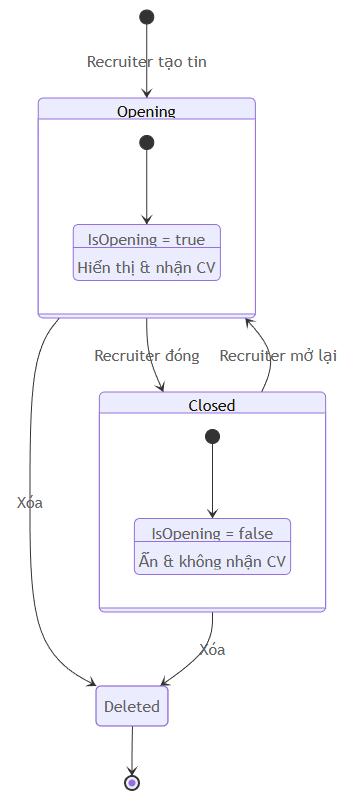 Recruiter tạo tin
Opening
IsOpening = true
Hiển thị & nhận CV
Recruiter đóng
Recruiter mở lại
Closed
Xóa
IsOpening = false
Ẩn & không nhận CV
Xóa
Deleted